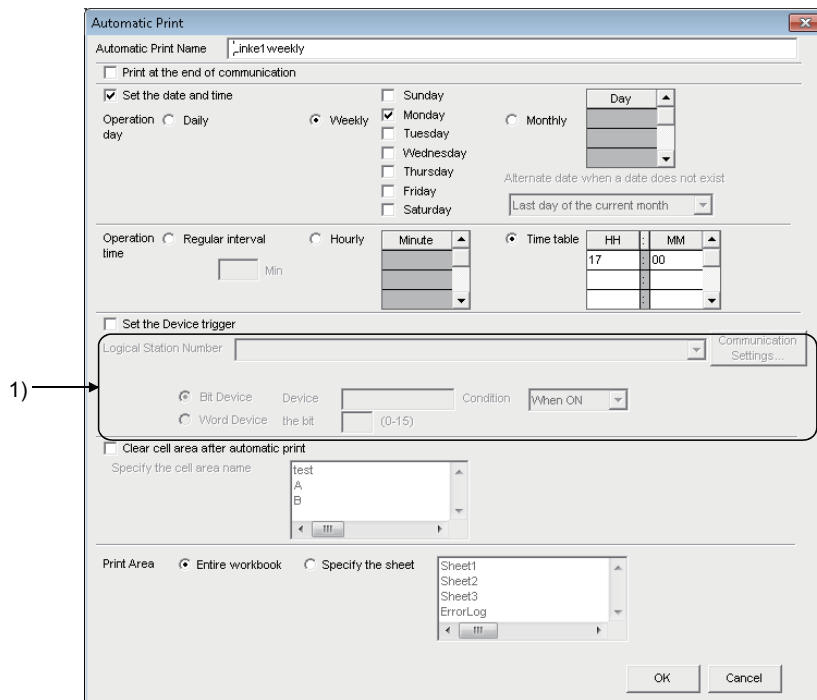 Automatic Print
Automatic Print Name Linke1weekly
Print at the end of communication
Set the date and time
Operation day
Daily
Weekly
Sunday
Monday
Tuesday
Wednesday
Thursday
Friday
Saturday
Monthly
Day
Alternate date when a date does not exist
Last day of the current month
Operation time
Regular interval
Min
Hourly
Minute
Time table
HH : MM
17 : 00
:
Set the Device trigger
1)
Logical Station Number
Communication Settings...
Bit Device Device Condition When ON
Word Device the bit (0-15)
Clear cell area after automatic print
Specify the cell area name
test
A
B
Print Area Entire workbook Specify the sheet
Sheet1
Sheet2
Sheet3
ErrorLog
OK Cancel